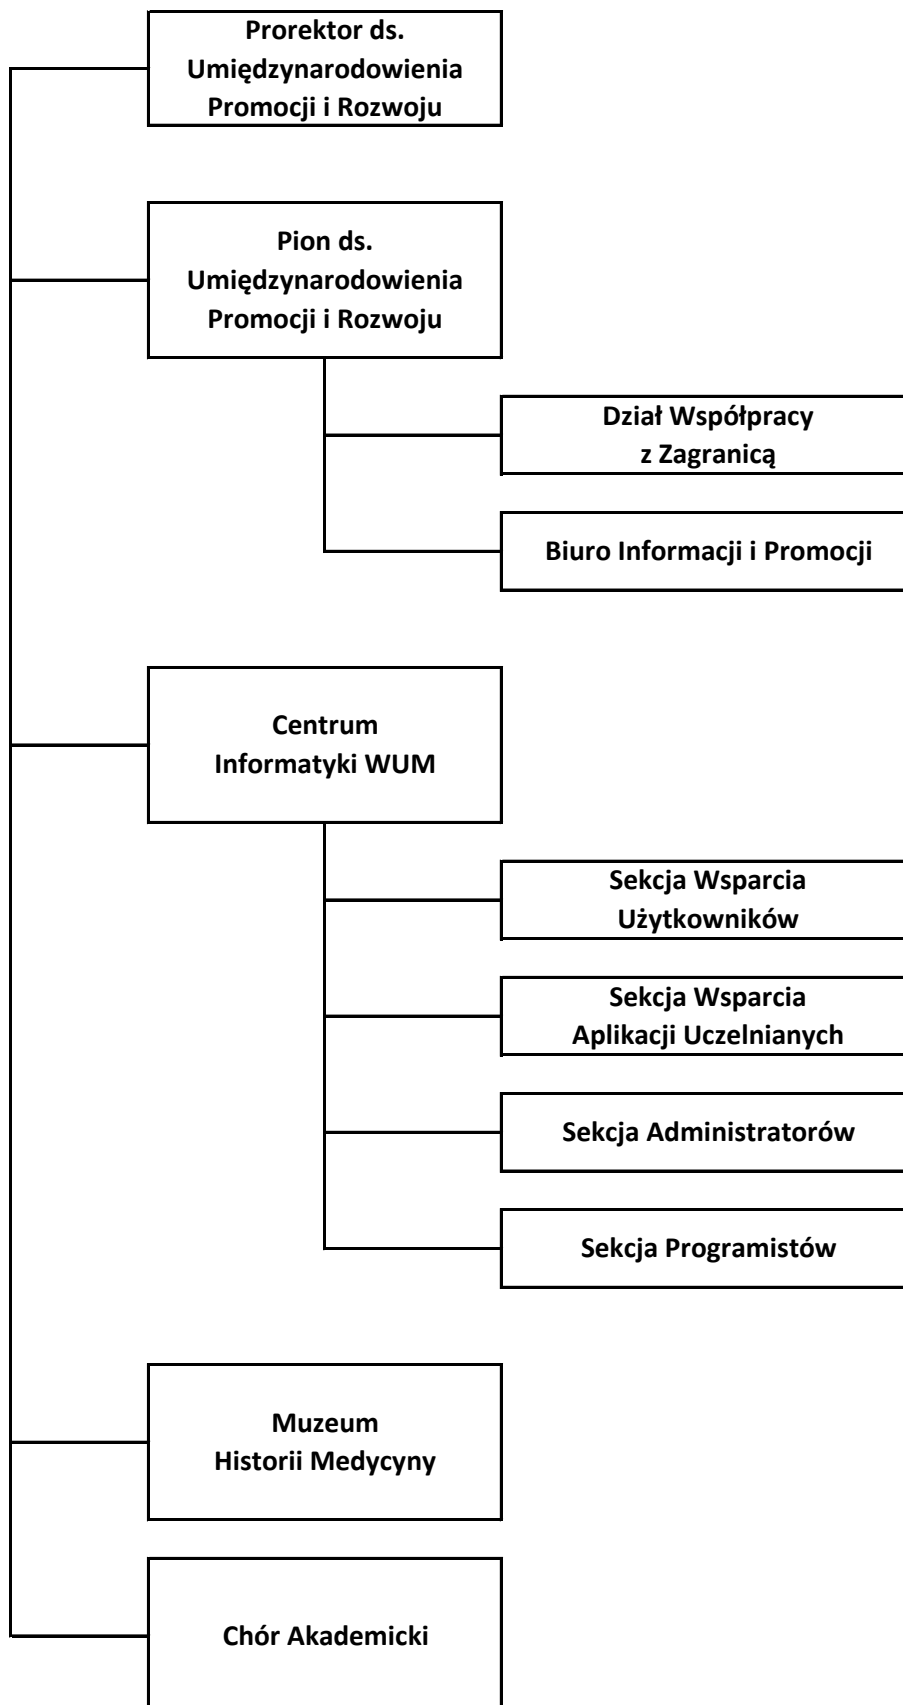 Prorektor ds.
Umiędzynarodowienia
Promocji i Rozwoju
Pion ds.
Umiędzynarodowienia
Promocji i Rozwoju
Dział Współpracy
z Zagranicą
Biuro Informacji i Promocji
Centrum
Informatyki WUM
Sekcja Wsparcia
Użytkowników
Sekcja Wsparcia
Aplikacji Uczelnianych
Sekcja Administratorów
Sekcja Programistów
Muzeum
Historii Medycyny
Chór Akademicki